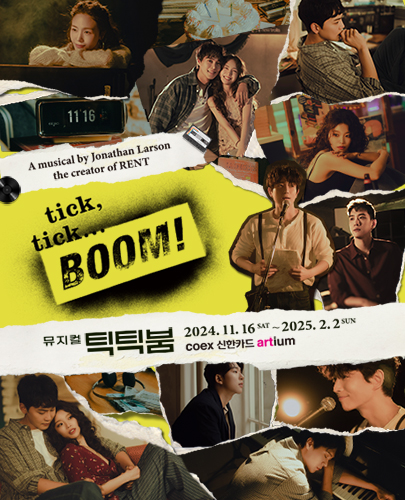 11 16
A musical by Jonathan Larson
the creator of RENT
tick,
tick...
BOOM!
뮤지컬 틱틱붐 2024.11.16 SAT ~ 2025.2.2 SUN
coex 신한카드 artium